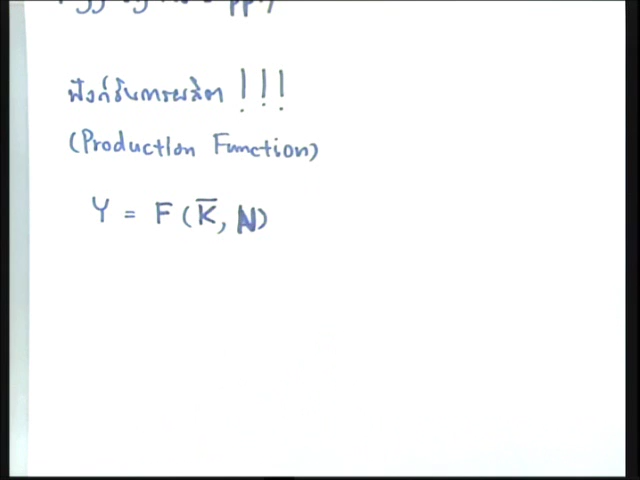 ฟังก์ชันการผลิต !!!
(Production Function)
Y = F (K̅, N)